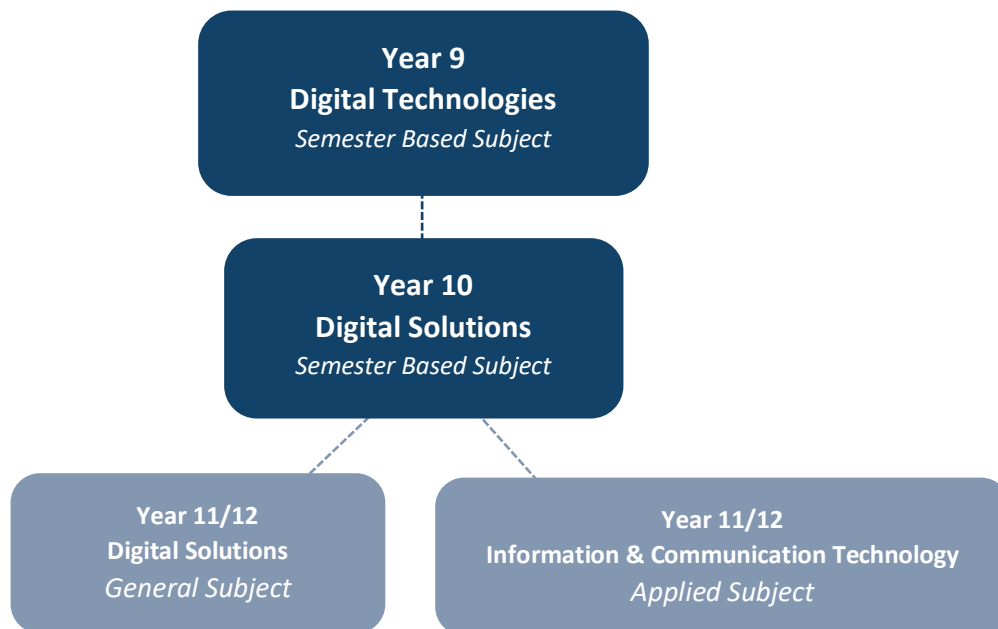 Year 9
Digital Technologies
Semester Based Subject
Year 10
Digital Solutions
Semester Based Subject
Year 11/12
Digital Solutions
General Subject
Year 11/12
Information & Communication Technology
Applied Subject